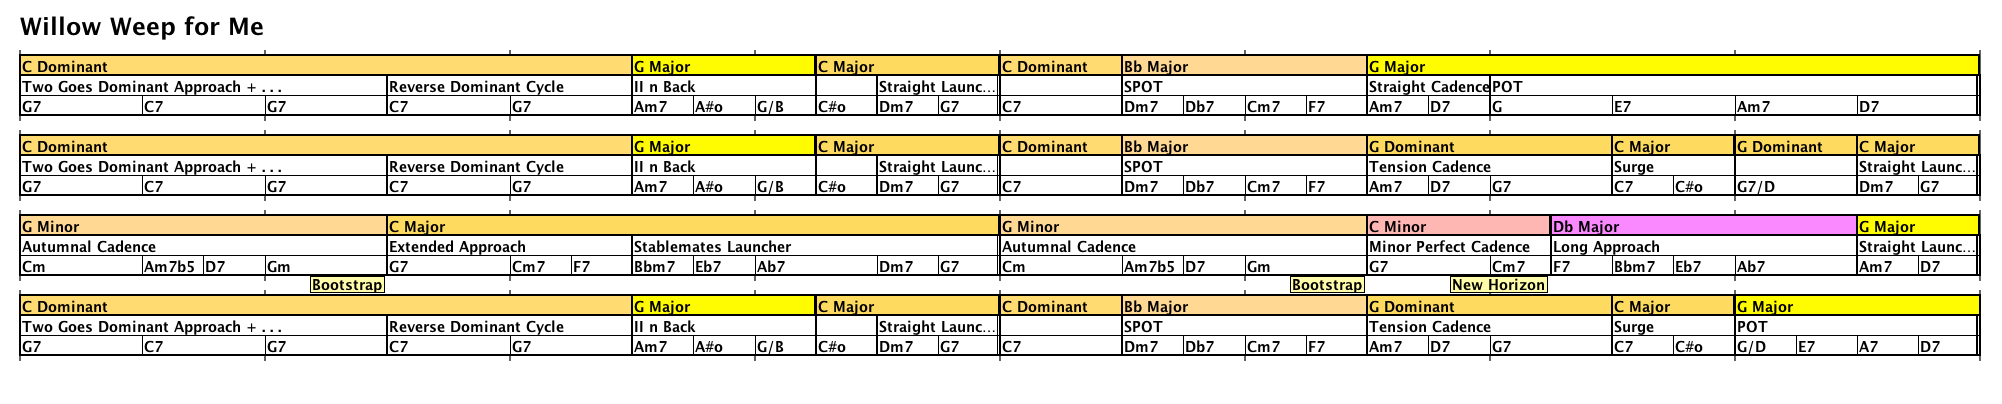 Willow Weep for Me
C Dominant G Major C Major C Dominant Bb Major G Major
Two Goes Dominant Approach + . . . Reverse Dominant Cycle II n Back Straight Launc... SPOT Straight Cadence POT
G7 C7 G7 C7 G7 Am7 A#o G/B C#o Dm7 G7 C7 Dm7 Db7 Cm7 F7 Am7 D7 G E7 Am7 D7
C Dominant G Major C Major C Dominant Bb Major G Dominant C Major G Dominant C Major
Two Goes Dominant Approach + . . . Reverse Dominant Cycle II n Back Straight Launc... SPOT Tension Cadence Surge Straight Launc...
G7 C7 G7 C7 G7 Am7 A#o G/B C#o Dm7 G7 C7 Dm7 Db7 Cm7 F7 Am7 D7 G7 C7 C#o G7/D Dm7 G7
G Minor C Major G Minor C Minor Db Major G Major
Autumnal Cadence Extended Approach Stablemates Launcher Autumnal Cadence Minor Perfect Cadence Long Approach Straight Launc...
Cm Am7b5 D7 Gm G7 Cm7 F7 Bbm7 Eb7 Ab7 Dm7 G7 Cm Am7b5 D7 Gm G7 Cm7 F7 Bbm7 Eb7 Ab7 Am7 D7
Bootstrap Bootstrap New Horizon
C Dominant G Major C Major C Dominant Bb Major G Dominant C Major G Major
Two Goes Dominant Approach + . . . Reverse Dominant Cycle II n Back Straight Launc... SPOT Tension Cadence Surge POT
G7 C7 G7 C7 G7 Am7 A#o G/B C#o Dm7 G7 C7 Dm7 Db7 Cm7 F7 Am7 D7 G7 C7 C#o G/D E7 A7 D7